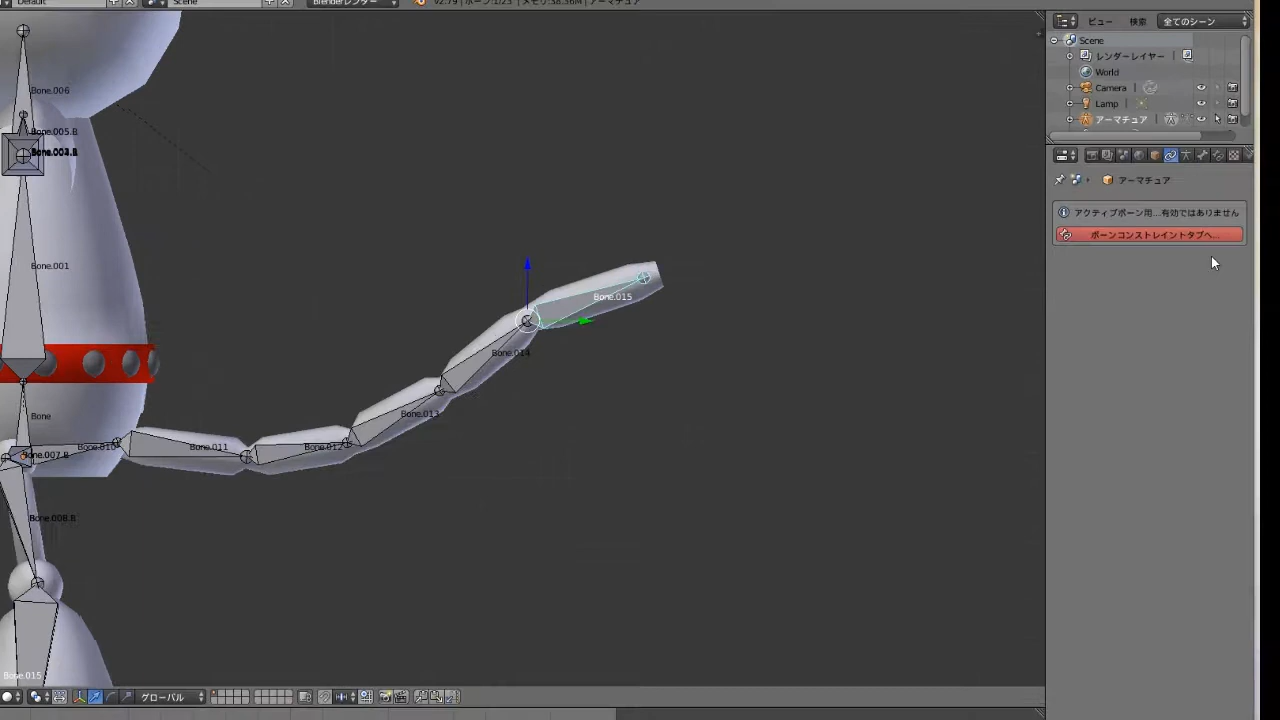 Default
Scene
Blenderレンダー
v2.79 | ボーン:1/23 | メモリ:38.36M | アーマチュア
ビュー
検索
全てのシーン
Scene
レンダーレイヤー
World
Camera
Lamp
アーマチュア
アーマチュア
アクティブボーン用...有効ではありません
ボーンコンストレイントタブへ...
Bone.006
Bone.005.B
Bone.001
Bone.015
Bone.014
Bone.013
Bone
Bone.010
Bone.011
Bone.012
Bone.007.B
Bone.008.B
Bone.015
グローバル